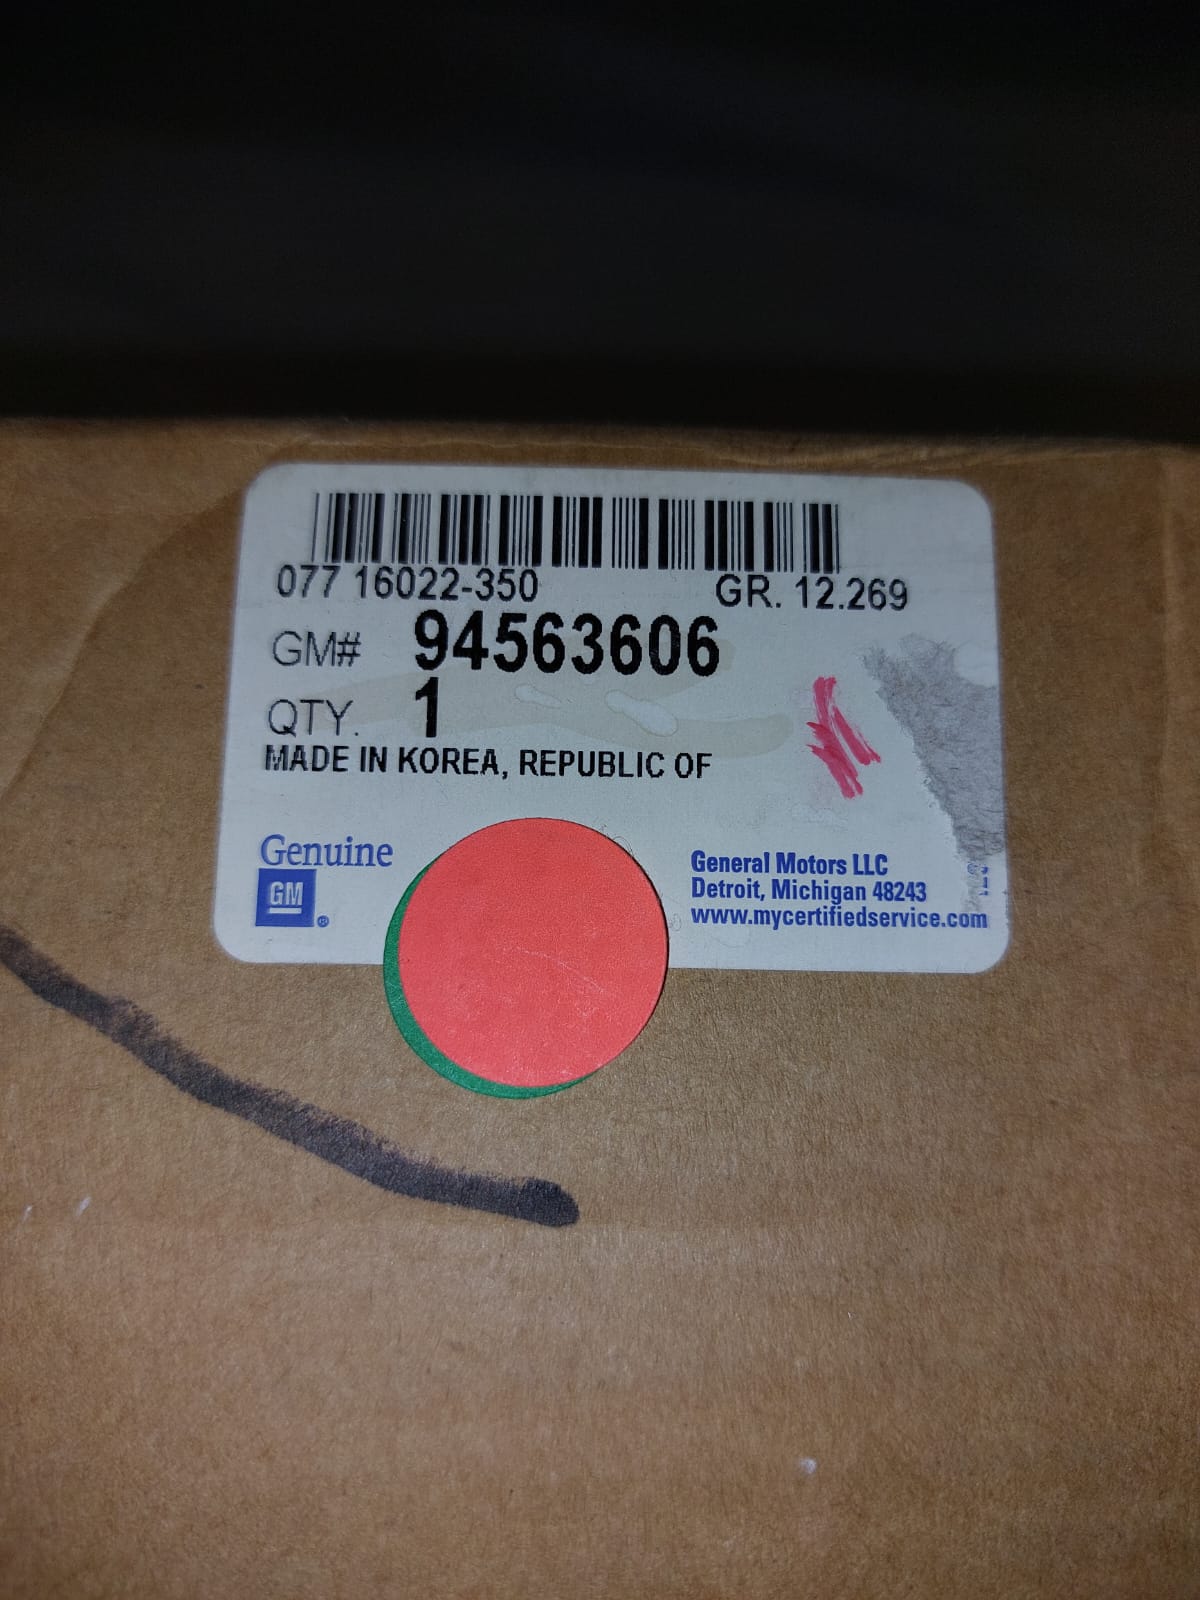 077 16022-350 GR. 12.269
GM# 94563606
QTY. 1
MADE IN KOREA, REPUBLIC OF
Genuine
GM ®
General Motors LLC
Detroit, Michigan 48243
www.mycertifiedservice.com